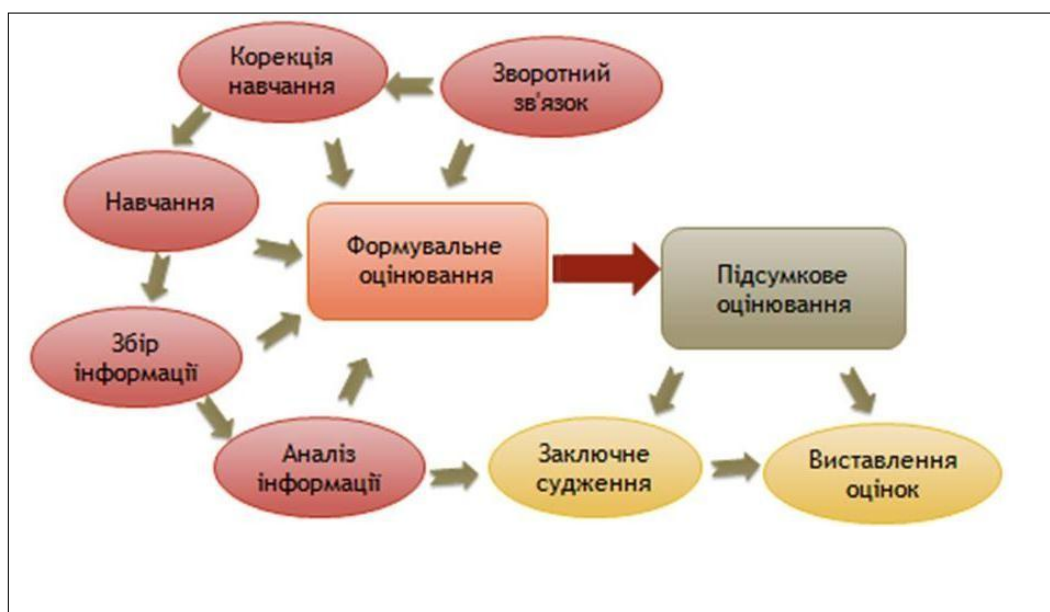 Корекція
навчання
Зворотний
зв'язок
Навчання
Формувальне
оцінювання
Підсумкове
оцінювання
Збір
інформації
Аналіз
інформації
Заключне
судження
Виставлення
оцінок